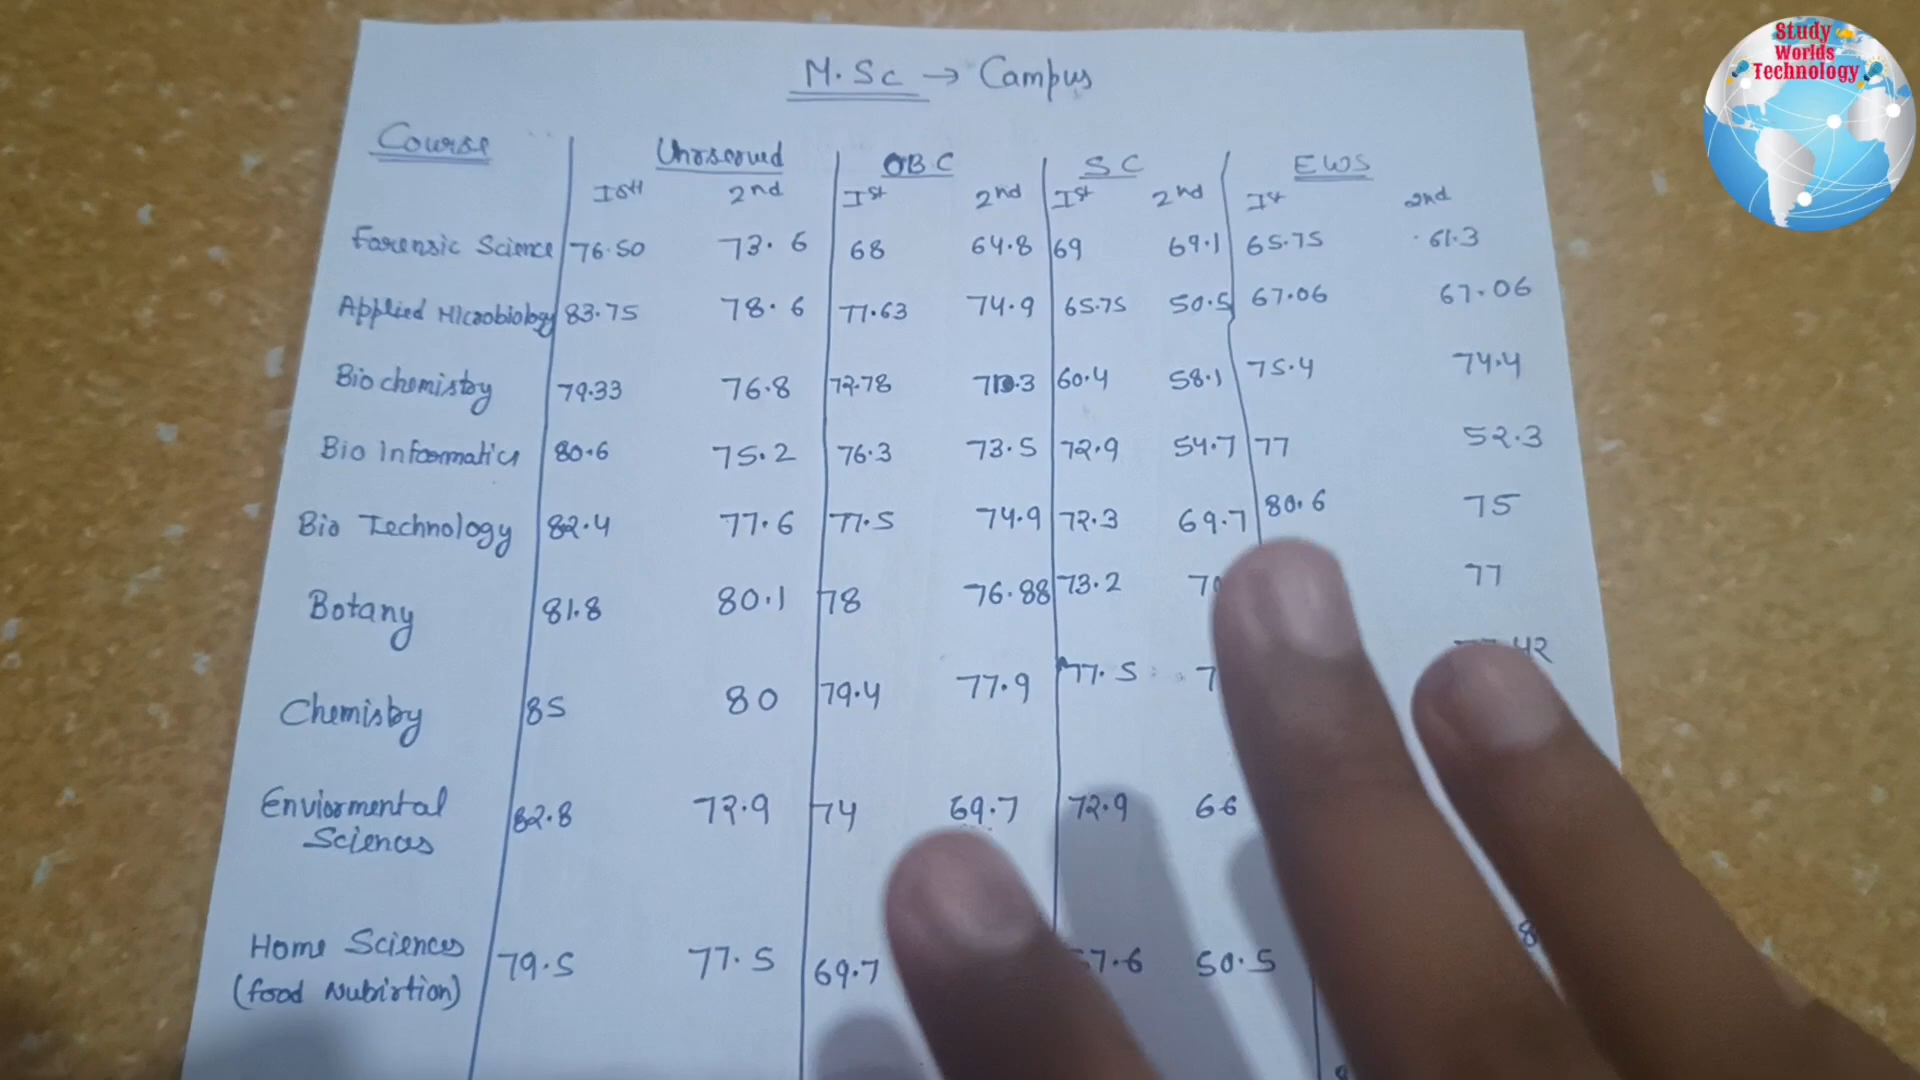 Study
Worlds
Technology
M.Sc → Campus
Course Unreserved OBC SC EWS
Ist 2nd Ist 2nd Ist 2nd Ist 2nd
Forensic Science 76.50 73.6 68 64.8 69 69.1 65.75 61.3
Applied Microbiology 83.75 78.6 77.63 74.9 65.75 50.5 67.06 67.06
Biochemistry 79.33 76.8 72.78 60.4 58.1 75.4 74.4
Bio Informatics 80.6 75.2 76.3 73.5 72.9 54.7 77 52.3
Bio Technology 82.4 77.6 77.5 74.9 72.3 69.7 80.6 75
Botany 81.8 80.1 78 76.88 73.2 77
Chemistry 85 80 79.4 77.9 77.5
Enviormental
Sciences 82.8 72.9 74 69.7 72.9 66
Home Sciences
(food Nutrirtion) 79.5 77.5 69.7 50.5